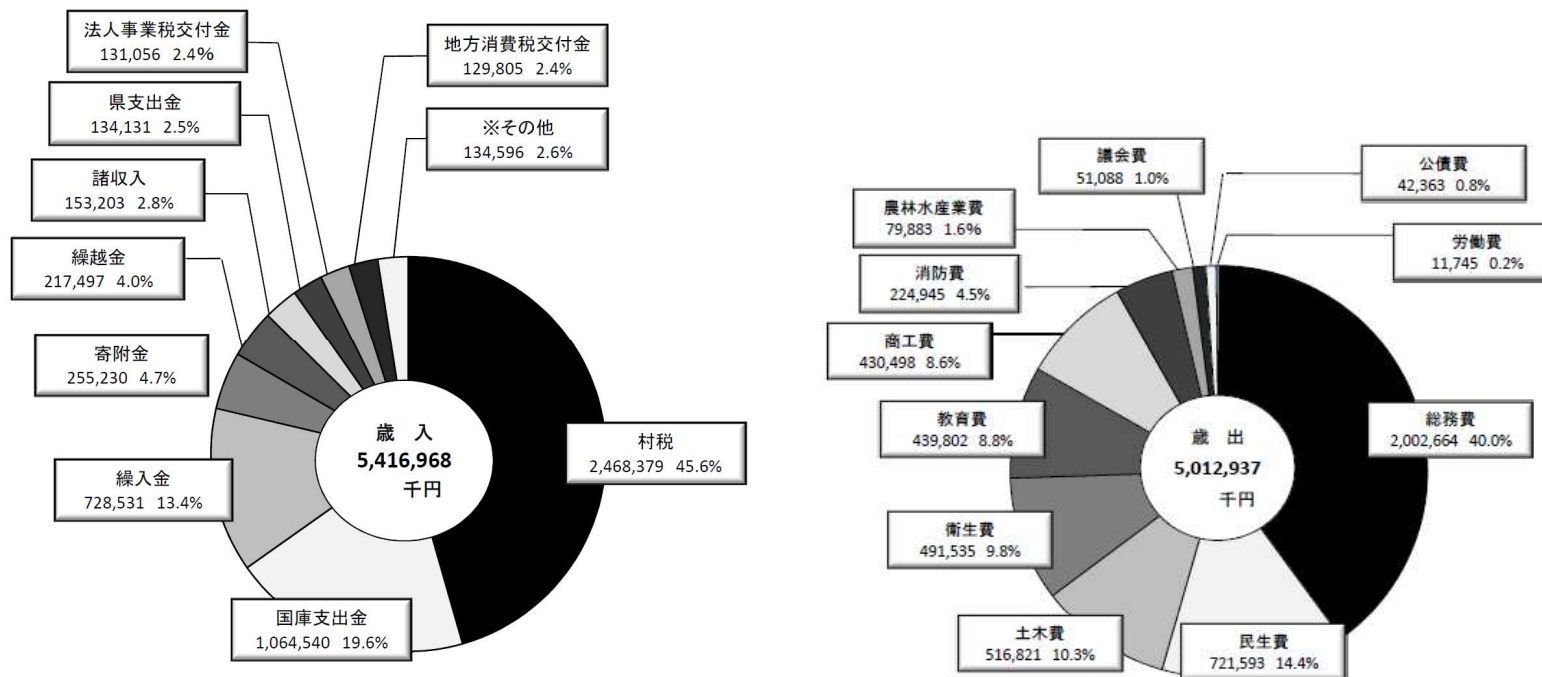 法人事業税交付金
131,056 2.4%
地方消費税交付金
129,805 2.4%
県支出金
134,131 2.5%
※その他
134,596 2.6%
諸収入
153,203 2.8%
繰越金
217,497 4.0%
寄附金
255,230 4.7%
繰入金
728,531 13.4%
国庫支出金
1,064,540 19.6%
村税
2,468,379 45.6%
歳 入
5,416,968
千円
議会費
51,088 1.0%
公債費
42,363 0.8%
農林水産業費
79,883 1.6%
労働費
11,745 0.2%
消防費
224,945 4.5%
商工費
430,498 8.6%
教育費
439,802 8.8%
衛生費
491,535 9.8%
土木費
516,821 10.3%
民生費
721,593 14.4%
総務費
2,002,664 40.0%
歳 出
5,012,937
千円